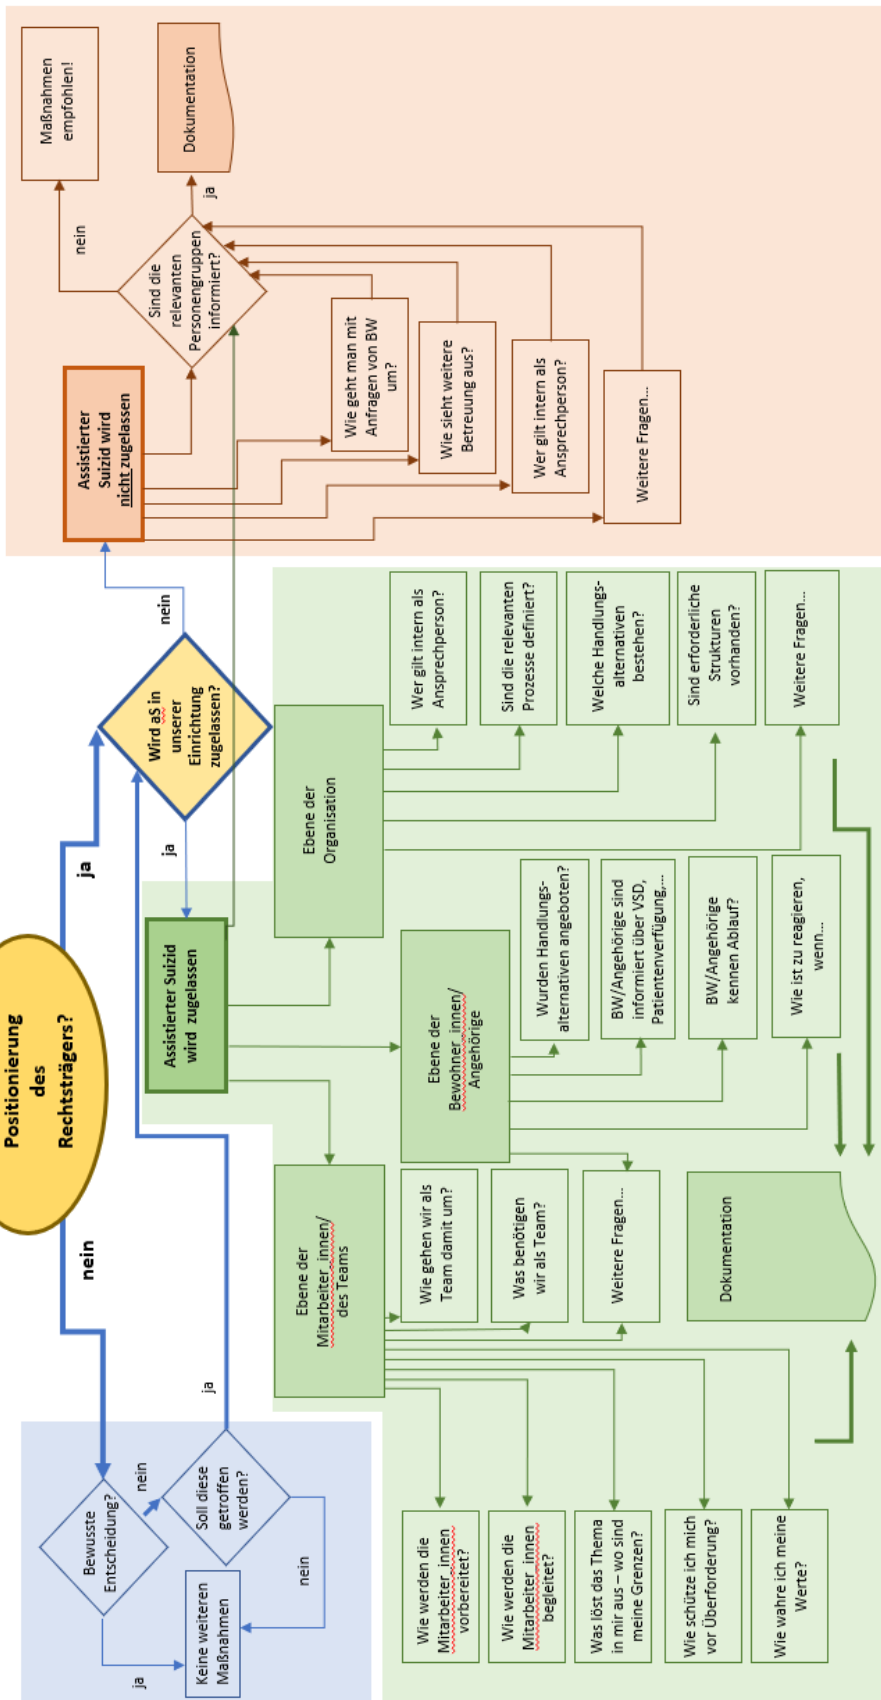 Positionierung
des
Rechtsträgers?
nein
ja
Bewusste
Entscheidung?
nein
ja
Soll diese
getroffen
werden?
ja
nein
Keine weiteren
Maßnahmen
Wird aS in
unserer
Einrichtung
zugelassen?
ja
nein
Assistierter Suizid
wird zugelassen
Assistierter
Suizid wird
nicht zugelassen
Sind die
relevanten
Personengruppen
informiert?
nein
ja
Maßnahmen
empfohlen!
Dokumentation
Wie geht man mit
Anfragen von BW
um?
Wie sieht weitere
Betreuung aus?
Wer gilt intern als
Ansprechperson?
Weitere Fragen...
Ebene der
Mitarbeiter_innen/
des Teams
Wie gehen wir als
Team damit um?
Was benötigen
wir als Team?
Weitere Fragen...
Wie werden die
Mitarbeiter_innen
vorbereitet?
Wie werden die
Mitarbeiter_innen
begleitet?
Was löst das Thema
in mir aus – wo sind
meine Grenzen?
Wie schütze ich mich
vor Überforderung?
Wie wahre ich meine
Werte?
Ebene der
Bewohner_innen/
Angehörige
Wurden Handlungs-
alternativen angeboten?
BW/Angehörige sind
informiert über VSD,
Patientenverfügung,...
BW/Angehörige
kennen Ablauf?
Wie ist zu reagieren,
wenn...
Ebene der
Organisation
Wer gilt intern als
Ansprechperson?
Sind die relevanten
Prozesse definiert?
Welche Handlungs-
alternativen
bestehen?
Sind erforderliche
Strukturen
vorhanden?
Weitere Fragen...
Dokumentation